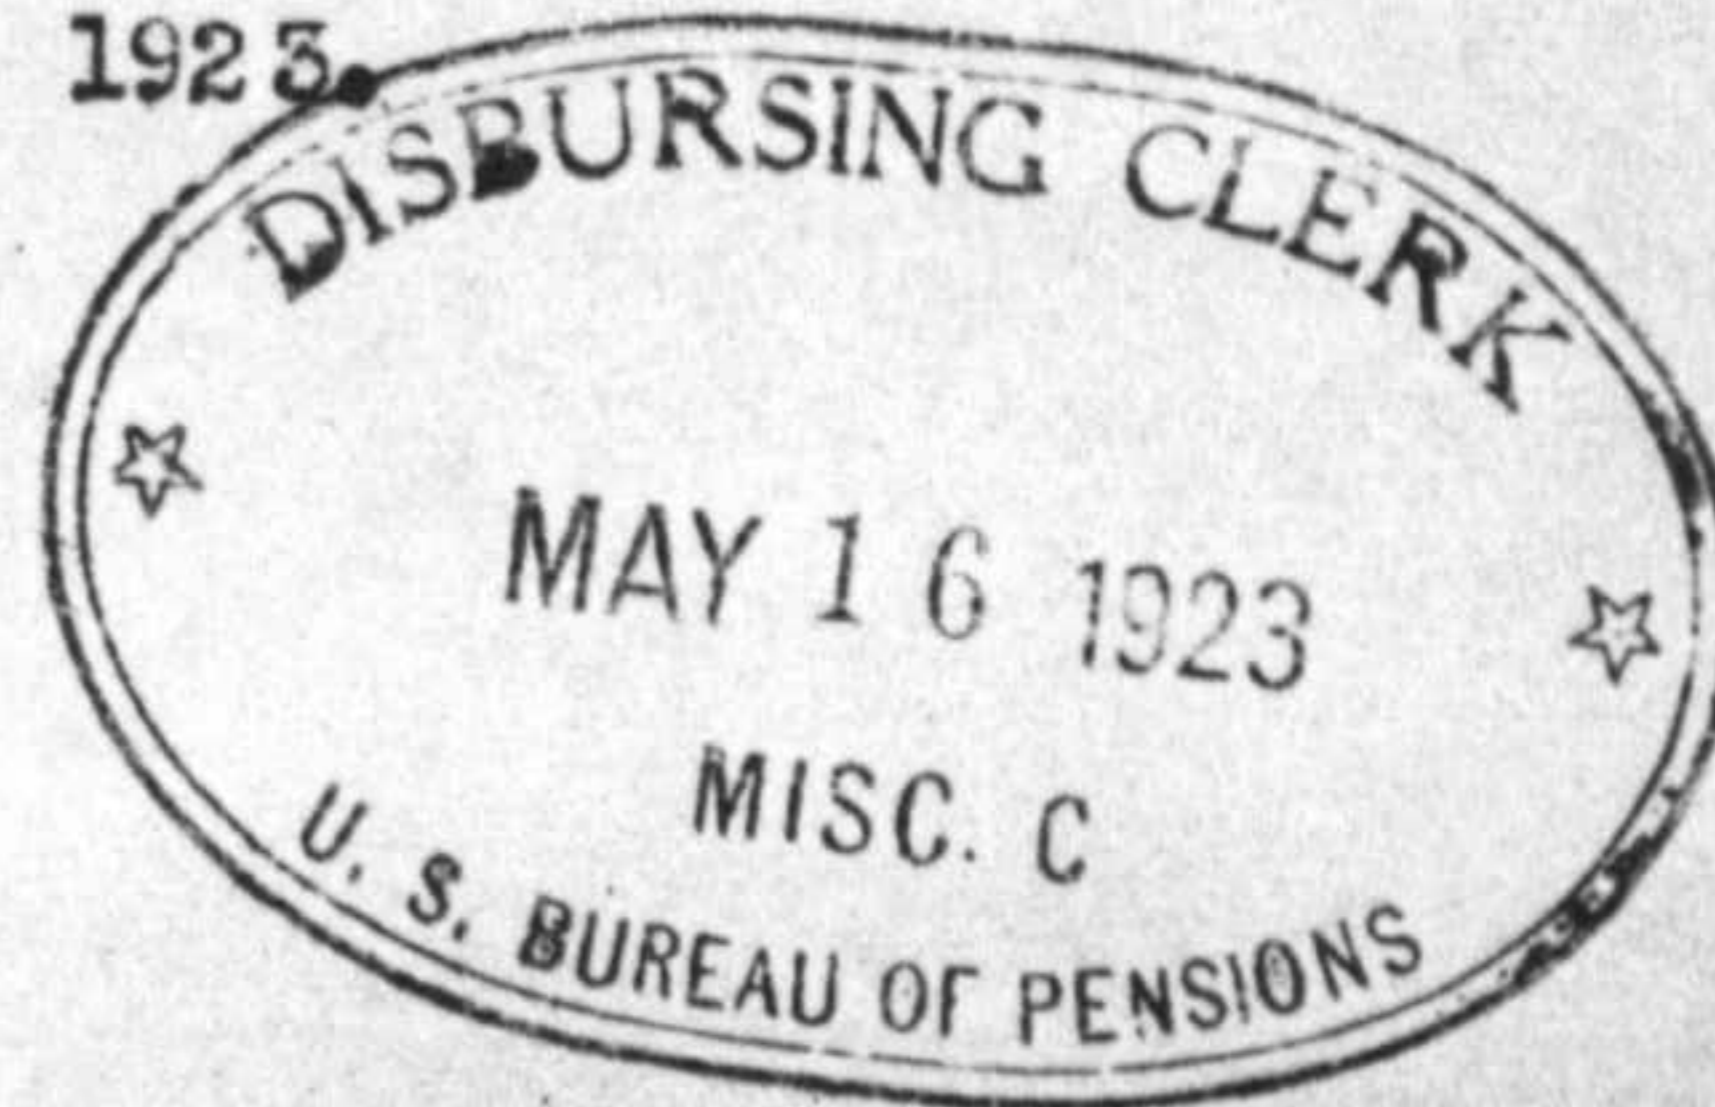 1923.
DISBURSING CLERK
MAY 16 1923
MISC. C
U. S. BUREAU OF PENSIONS